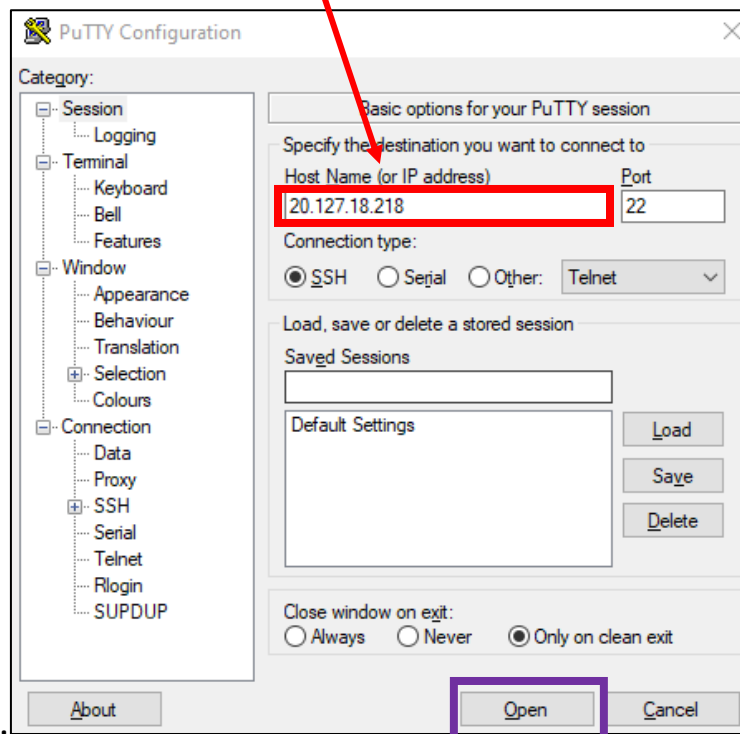 PuTTY Configuration
Category:
Session
Logging
Terminal
Keyboard
Bell
Features
Window
Appearance
Behaviour
Translation
Selection
Colours
Connection
Data
Proxy
SSH
Serial
Telnet
Rlogin
SUPDUP
Basic options for your PuTTY session
Specify the destination you want to connect to
Host Name (or IP address) Port
20.127.18.218 22
Connection type:
SSH Serial Other: Telnet
Load, save or delete a stored session
Saved Sessions
Default Settings
Load
Save
Delete
Close window on exit:
Always Never Only on clean exit
About Open Cancel